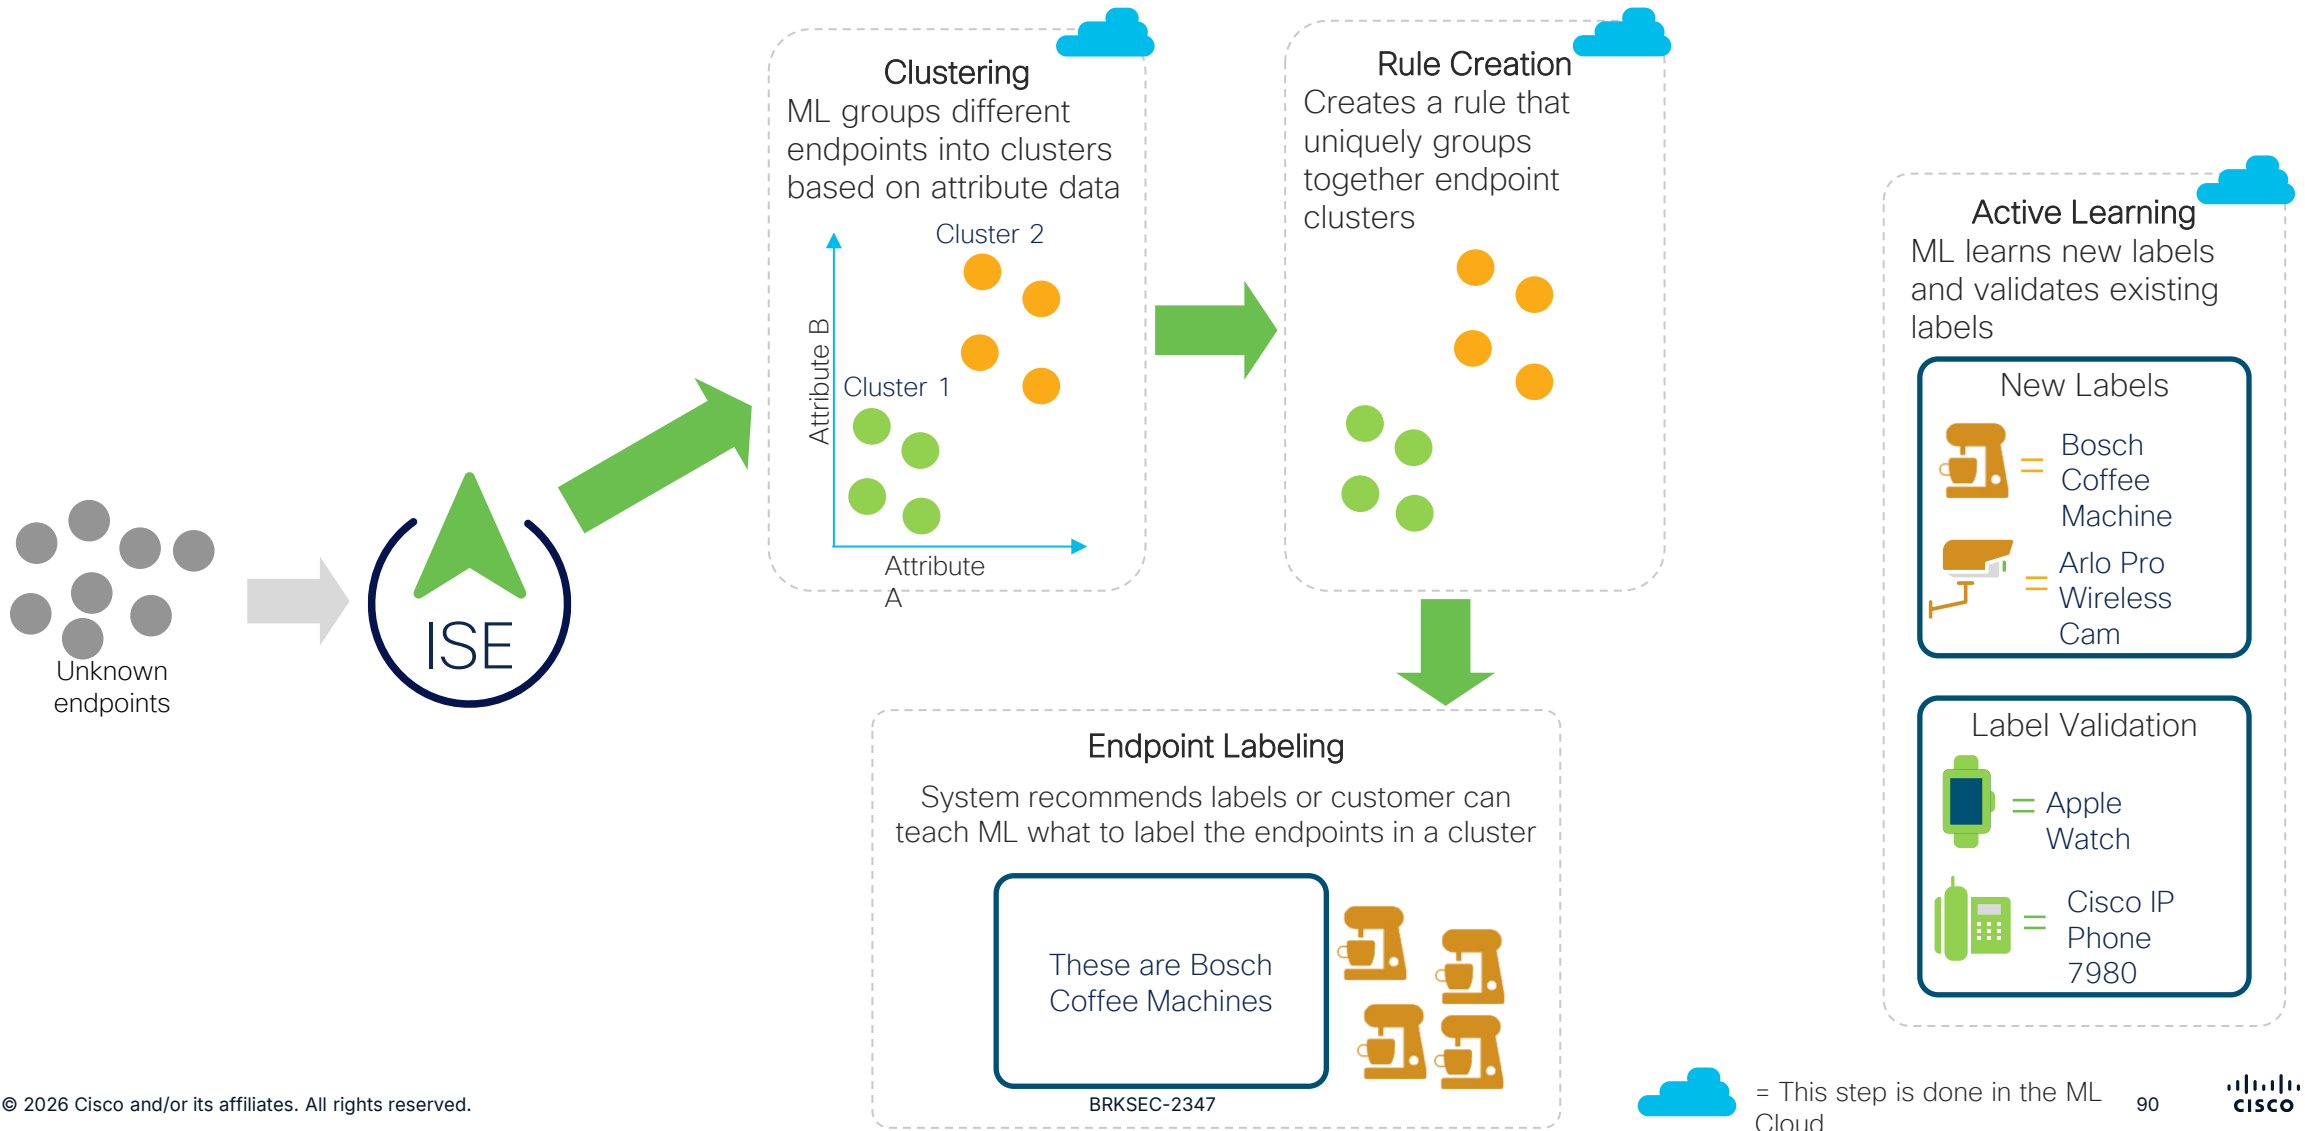 Clustering
ML groups different
endpoints into clusters
based on attribute data
Cluster 2
Cluster 1
Attribute B
Attribute
A
Rule Creation
Creates a rule that
uniquely groups
together endpoint
clusters
Active Learning
ML learns new labels
and validates existing
labels
New Labels
= Bosch
Coffee
Machine
= Arlo Pro
Wireless
Cam
Label Validation
= Apple
Watch
= Cisco IP
Phone
7980
Unknown
endpoints
ISE
Endpoint Labeling
System recommends labels or customer can
teach ML what to label the endpoints in a cluster
These are Bosch
Coffee Machines
= This step is done in the ML
Cloud
© 2026 Cisco and/or its affiliates. All rights reserved.
BRKSEC-2347
90
CISCO